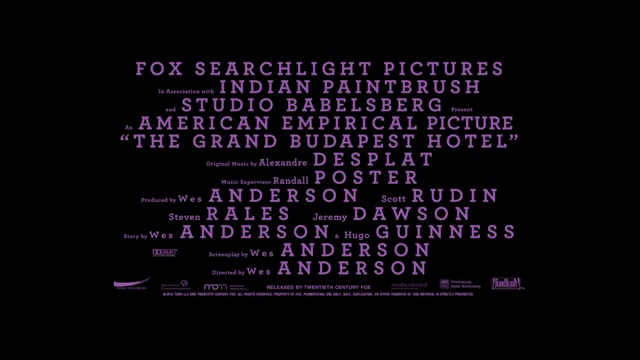 FOX SEARCHLIGHT PICTURES
In Association with INDIAN PAINTBRUSH
and STUDIO BABELSBERG Present
An AMERICAN EMPIRICAL PICTURE
“THE GRAND BUDAPEST HOTEL”
Original Music by Alexandre DESPLAT
Music Supervisor Randall POSTER
Produced by Wes ANDERSON Scott RUDIN
Steven RALES Jeremy DAWSON
Story by Wes ANDERSON & Hugo GUINNESS
Screenplay by Wes ANDERSON
DOLBY
Directed by Wes ANDERSON
RELEASED BY TWENTIETH CENTURY FOX